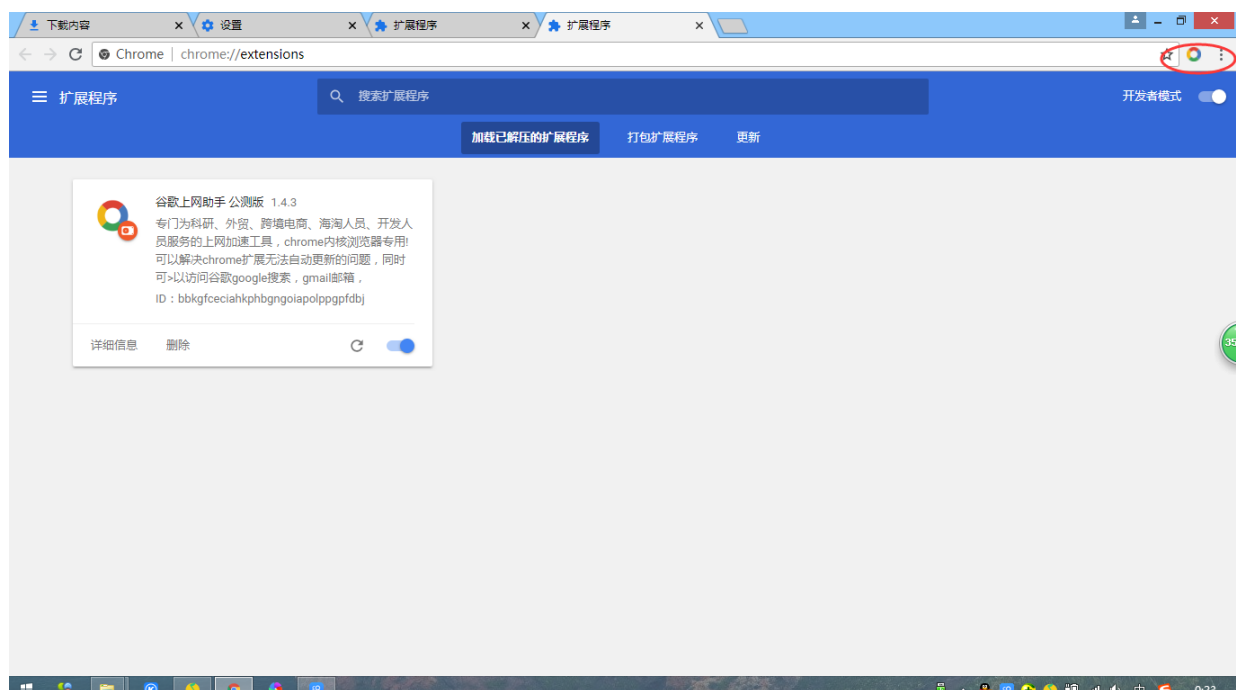 下载内容
设置
扩展程序
扩展程序
Chrome | chrome://extensions
扩展程序
搜索扩展程序
开发者模式
加载已解压的扩展程序
打包扩展程序
更新
谷歌上网助手 公测版 1.4.3
专门为科研、外贸、跨境电商、海淘人员、开发人
员服务的上网加速工具，chrome内核浏览器专用!
可以解决chrome扩展无法自动更新的问题，同时
可>以访问谷歌google搜索，gmail邮箱，
ID：bbkgfceciahkphbgngoiapolppgpfdbj
详细信息
删除
35
中